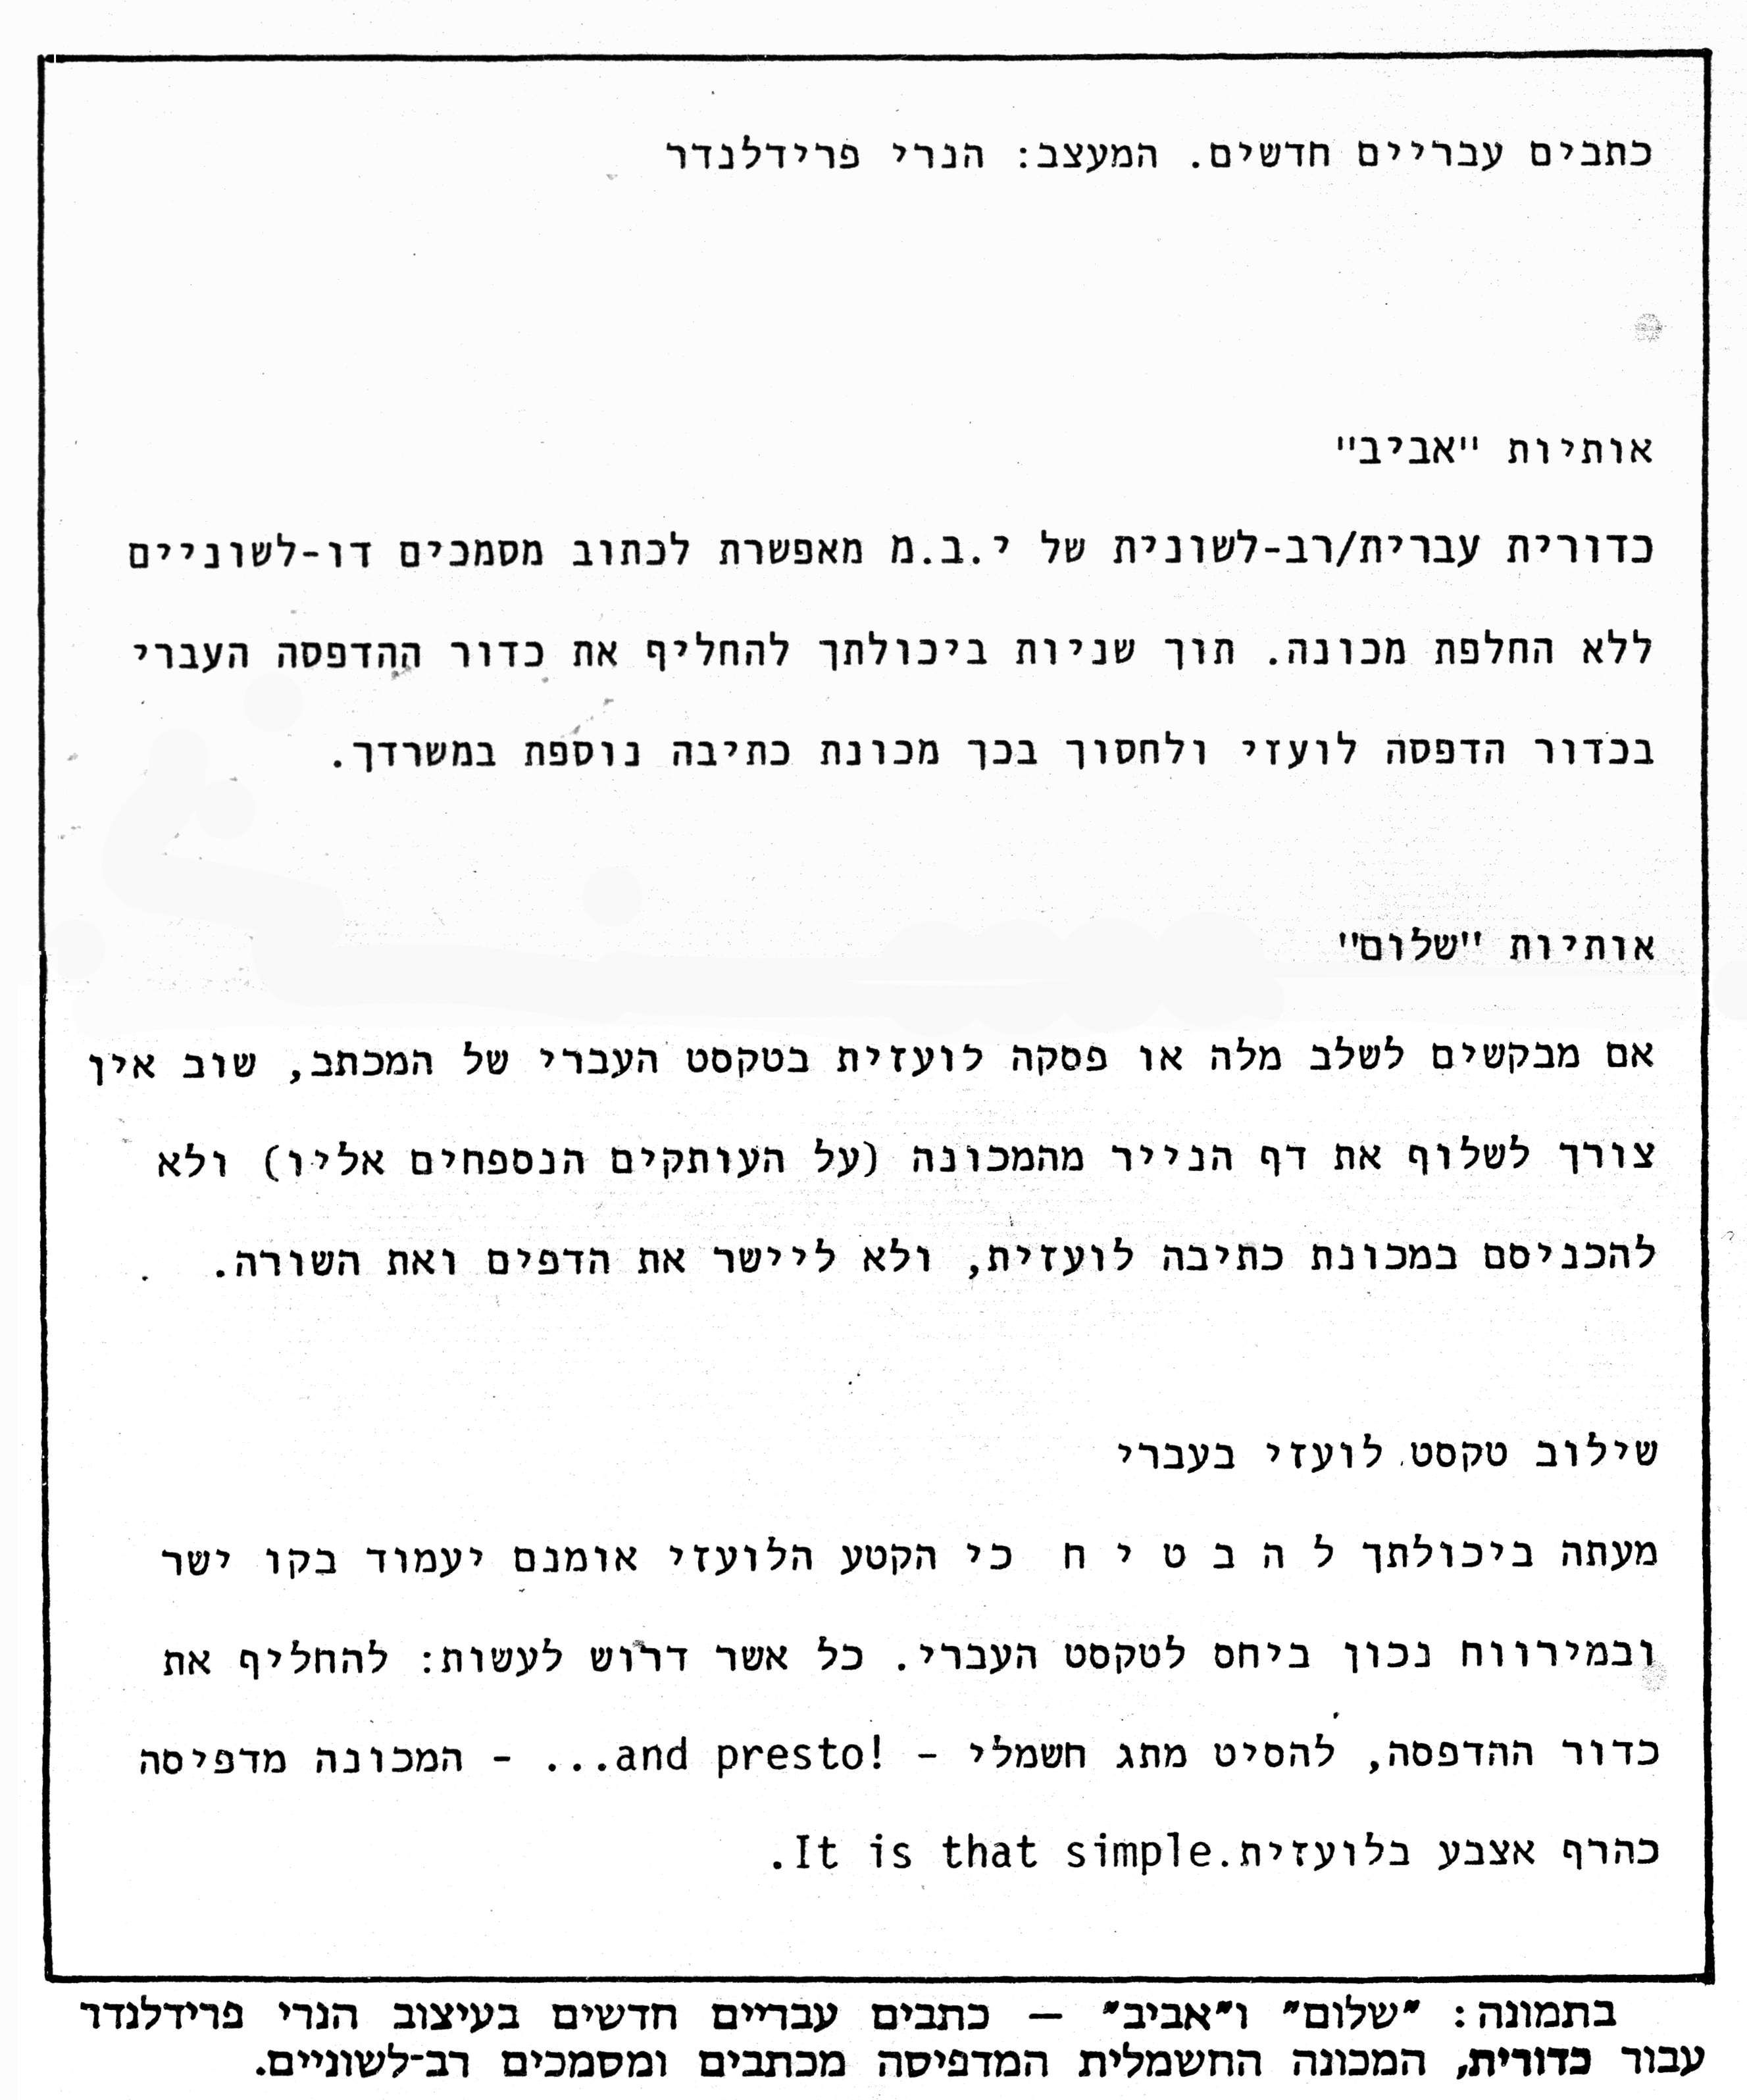 כתבים עבריים חדשים. המעצב: הנרי פרידלנדר
אותיות "אביב"
כדורית עברית/רב-לשונית של י.ב.מ מאפשרת לכתוב מסמכים דו-לשוניים
ללא החלפת מכונה. תוך שניות ביכולתך להחליף את כדור ההדפסה העברי
בכדור הדפסה לועזי ולחסוך בכך מכונת כתיבה נוספת במשרדך.
אותיות "שלום"
אם מבקשים לשלב מלה או פסקה לועזית בטקסט העברי של המכתב, שוב אין
צורך לשלוף את דף הנייר מהמכונה (על העותקים הנספחים אליו) ולא
להכניסם במכונת כתיבה לועזית, ולא ליישר את הדפים ואת השורה.
שילוב טקסט לועזי בעברי
מעתה ביכולתך ל ה ב ט י ח כי הקטע הלועזי אומנם יעמוד בקו ישר
ובמירווח נכון ביחס לטקסט העברי. כל אשר דרוש לעשות: להחליף את
כדור ההדפסה, להסיט מתג חשמלי - and presto!... - המכונה מדפיסה
כהרף אצבע בלועזית. It is that simple.
בתמונה: "שלום" ו"אביב" — כתבים עבריים חדשים בעיצוב הנרי פרידלנדר
עבור כדורית, המכונה החשמלית המדפיסה מכתבים ומסמכים רב-לשוניים.